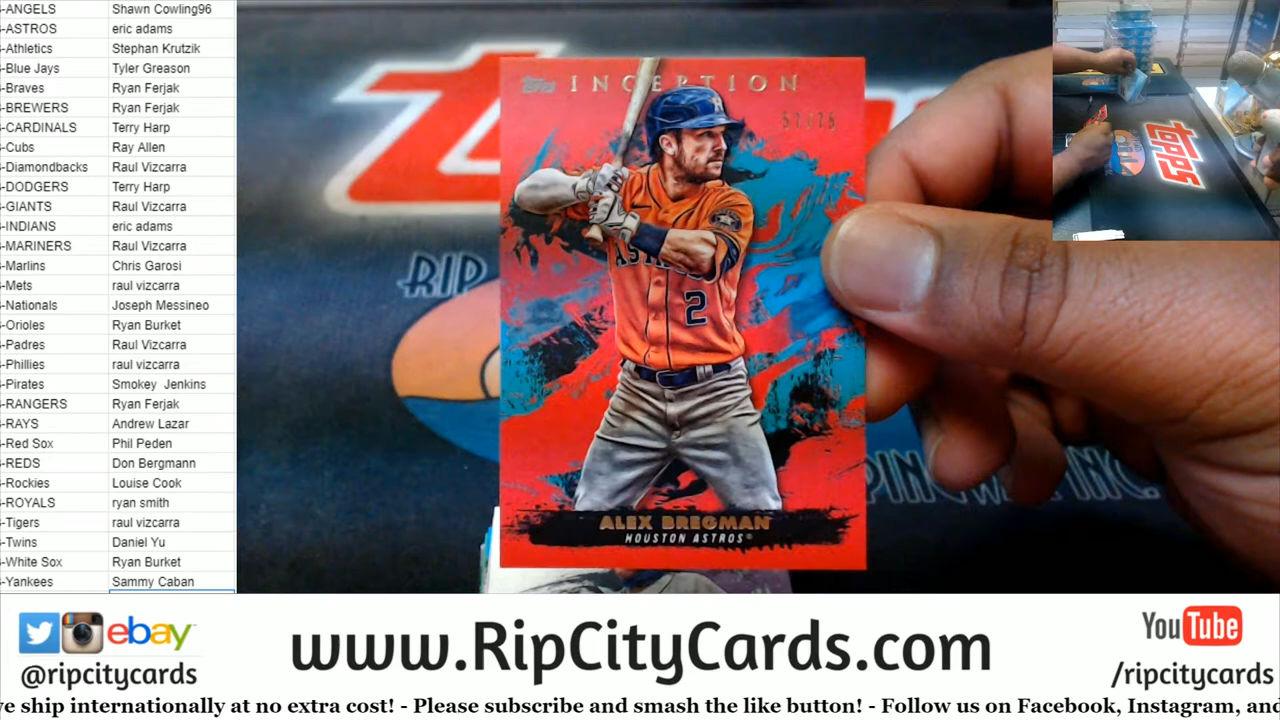 -ANGELS Shawn Cowling96
-ASTROS eric adams
-Athletics Stephan Krutzik
-Blue Jays Tyler Greason
-Braves Ryan Ferjak
-BREWERS Ryan Ferjak
-CARDINALS Terry Harp
-Cubs Ray Allen
-Diamondbacks Raul Vizcarra
-DODGERS Terry Harp
-GIANTS Raul Vizcarra
-INDIANS eric adams
-MARINERS Raul Vizcarra
-Marlins Chris Garosi
-Mets raul vizcarra
-Nationals Joseph Messineo
-Orioles Ryan Burket
-Padres Raul Vizcarra
-Phillies raul vizcarra
-Pirates Smokey Jenkins
-RANGERS Ryan Ferjak
-RAYS Andrew Lazar
-Red Sox Phil Peden
-REDS Don Bergmann
-Rockies Louise Cook
-ROYALS ryan smith
-Tigers raul vizcarra
-Twins Daniel Yu
-White Sox Ryan Burket
-Yankees Sammy Caban
Topps INCEPTION
ASTROS
2
ALEX BREGMAN
HOUSTON ASTROS®
RIP
INC.
Topps
ebay
@ripcitycards
www.RipCityCards.com
YouTube
/ripcitycards
we ship internationally at no extra cost! - Please subscribe and smash the like button! - Follow us on Facebook, Instagram, and